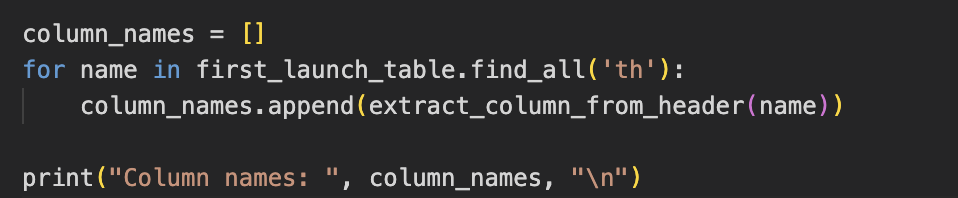 column_names = []
for name in first_launch_table.find_all('th'):
    column_names.append(extract_column_from_header(name))
print("Column names: ", column_names, "\n")